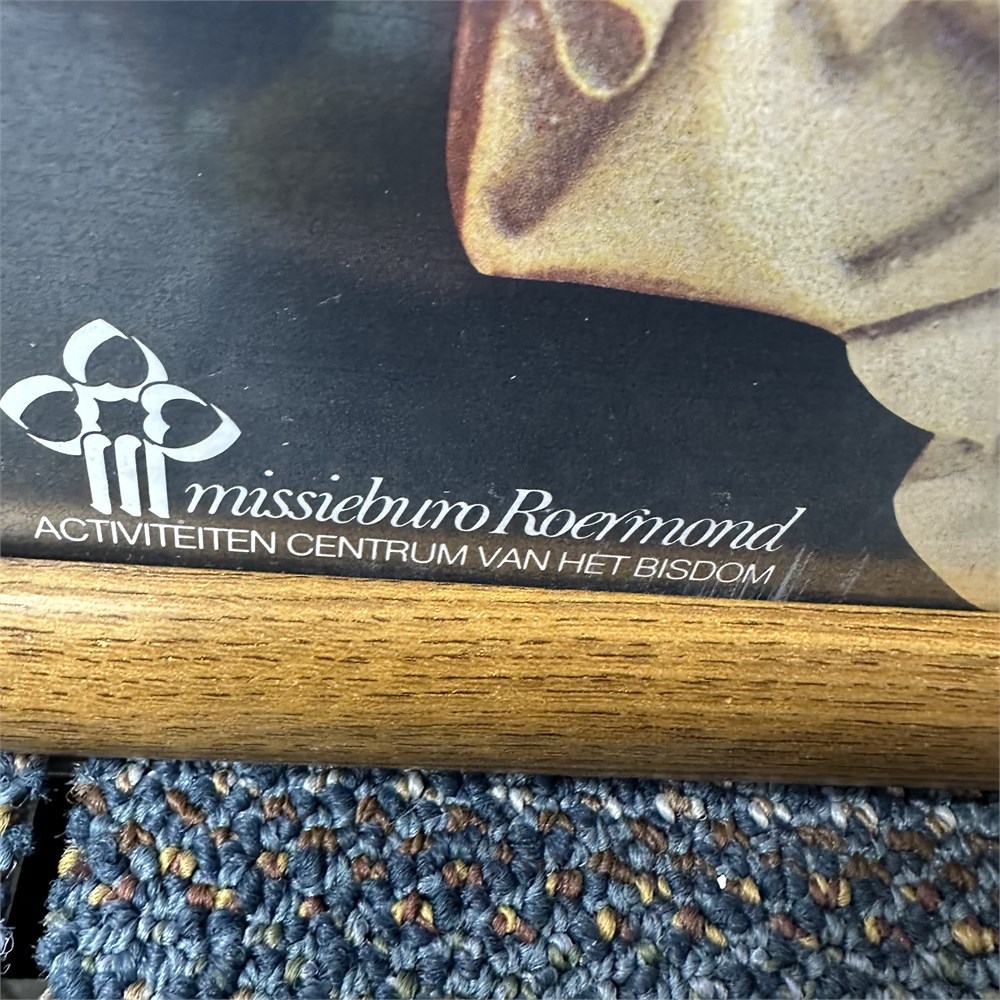 missieburo Roermond
ACTIVITEITEN CENTRUM VAN HET BISDOM